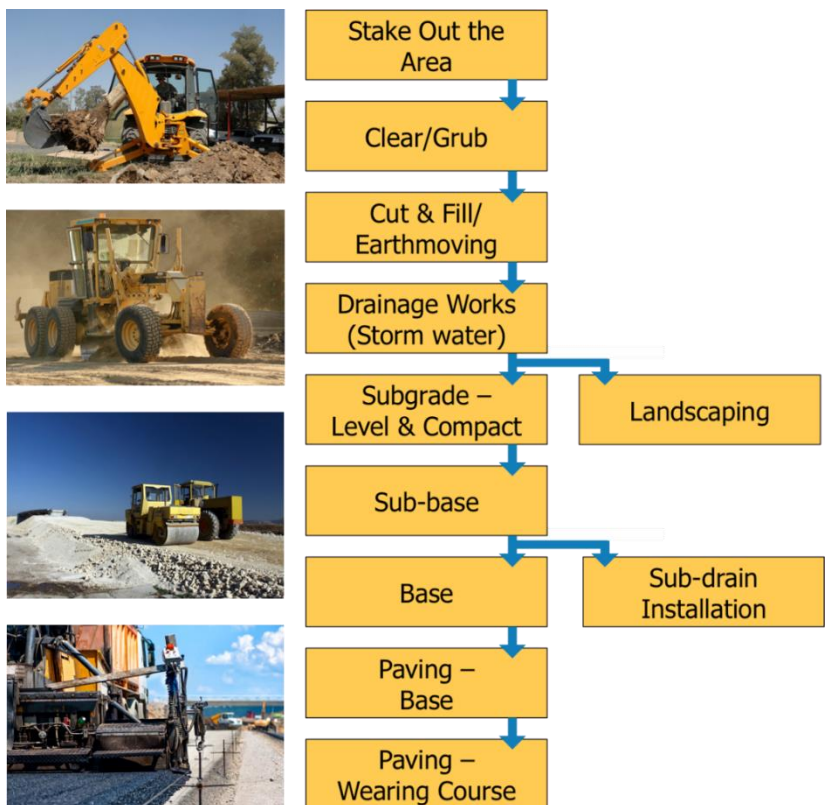 Stake Out the
Area
Clear/Grub
Cut & Fill/
Earthmoving
Drainage Works
(Storm water)
Subgrade –
Level & Compact
Landscaping
Sub-base
Base
Sub-drain
Installation
Paving –
Base
Paving –
Wearing Course